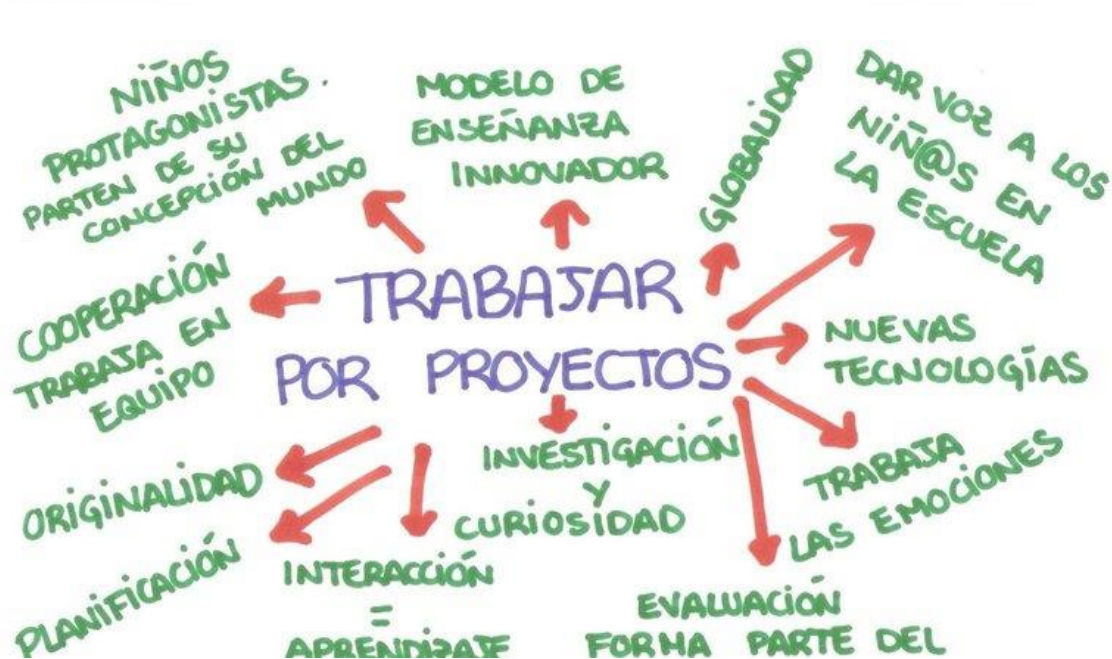 NIÑOS
PROTAGONISTAS.
PARTEN DE SU
CONCEPCIÓN DEL
MUNDO
MODELO DE
ENSEÑANZA
INNOVADOR
GLOBALIDAD
DAR VOZ A LOS
NIÑ@S EN
LA ESCUELA
COOPERACIÓN
TRABAJA EN
EQUIPO
TRABAJAR
POR PROYECTOS
NUEVAS
TECNOLOGÍAS
TRABAJA
LAS EMOCIONES
INVESTIGACIÓN
Y
CURIOSIDAD
ORIGINALIDAD
PLANIFICACIÓN
INTERACCIÓN
=
APRENDIZAJE
EVALUACIÓN
FORMA PARTE DEL